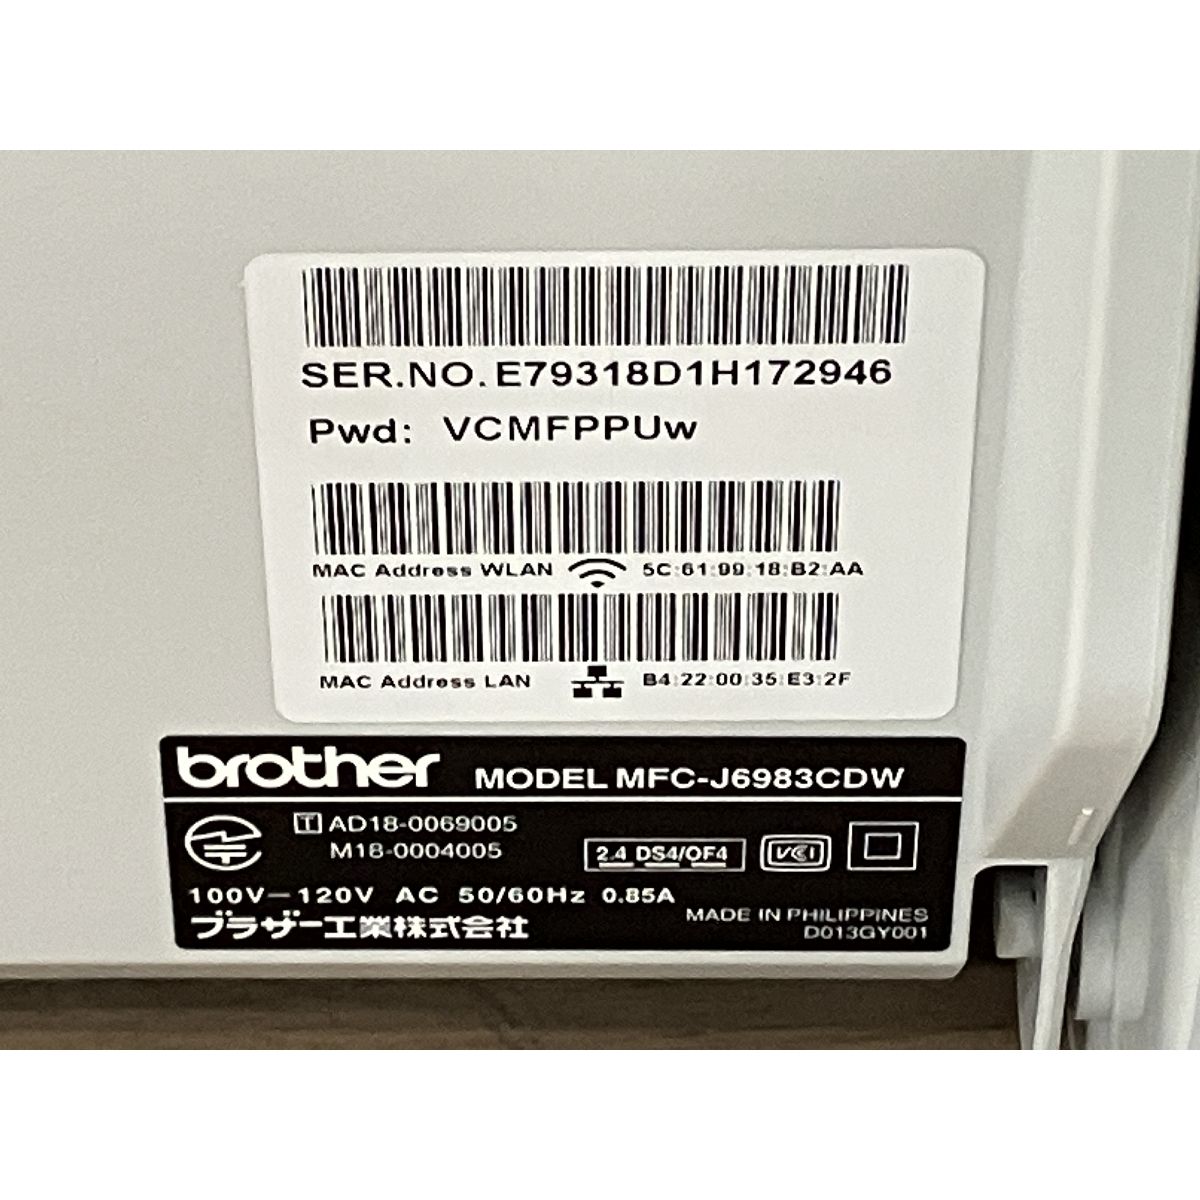 SER.NO. E79318D1H172946
Pwd: VCMFPPUw
MAC Address WLAN 5C:61:99:18:B2:AA
MAC Address LAN B4:22:00:35:E3:2F
brother MODEL MFC-J6983CDW
T AD18-0069005
M18-0004005
2.4 DS4/OF4 VCI
100V-120V AC 50/60Hz 0.85A
ブラザー工業株式会社
MADE IN PHILIPPINES
D013GY001